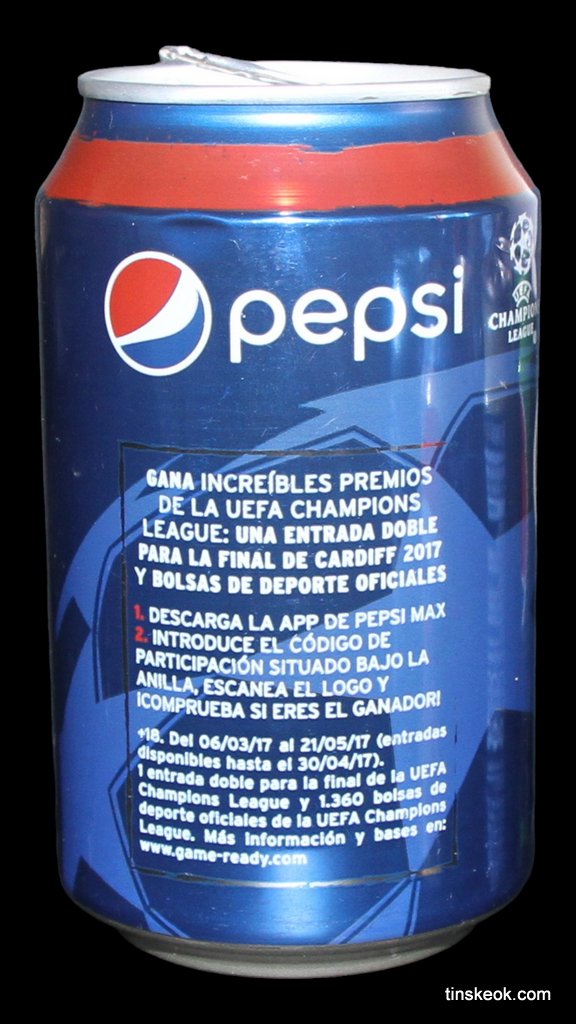 pepsi
UEFA
CHAMPIO
LEAGUE
GANA INCREÍBLES PREMIOS
DE LA UEFA CHAMPIONS
LEAGUE: UNA ENTRADA DOBLE
PARA LA FINAL DE CARDIFF 2017
Y BOLSAS DE DEPORTE OFICIALES
1. DESCARGA LA APP DE PEPSI MAX
2. INTRODUCE EL CÓDIGO DE
PARTICIPACIÓN SITUADO BAJO LA
ANILLA, ESCANEA EL LOGO Y
¡COMPRUEBA SI ERES EL GANADOR!
+18. Del 06/03/17 al 21/05/17 (entradas
disponibles hasta el 30/04/17).
1 entrada doble para la final de la UEFA
Champions League y 1.360 bolsas de
deporte oficiales de la UEFA Champions
League. Más información y bases en:
www.game-ready.com
tinskeok.com